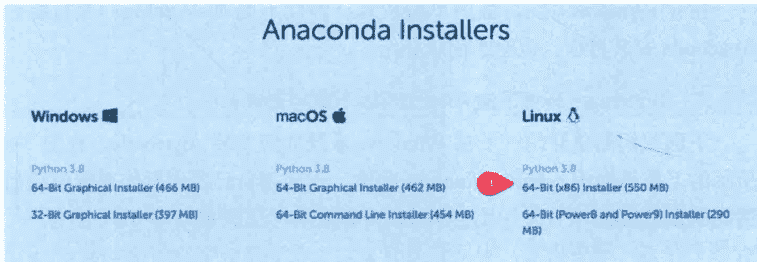 Anaconda Installers
Windows
Python 3.8
64-Bit Graphical Installer (466 MB)
32-Bit Graphical Installer (397 MB)
macOS
Python 3.8
64-Bit Graphical Installer (462 MB)
64-Bit Command Line Installer (454 MB)
Linux
Python 3.8
1
64-Bit (x86) Installer (550 MB)
64-Bit (Power8 and Power9) Installer (290
MB)